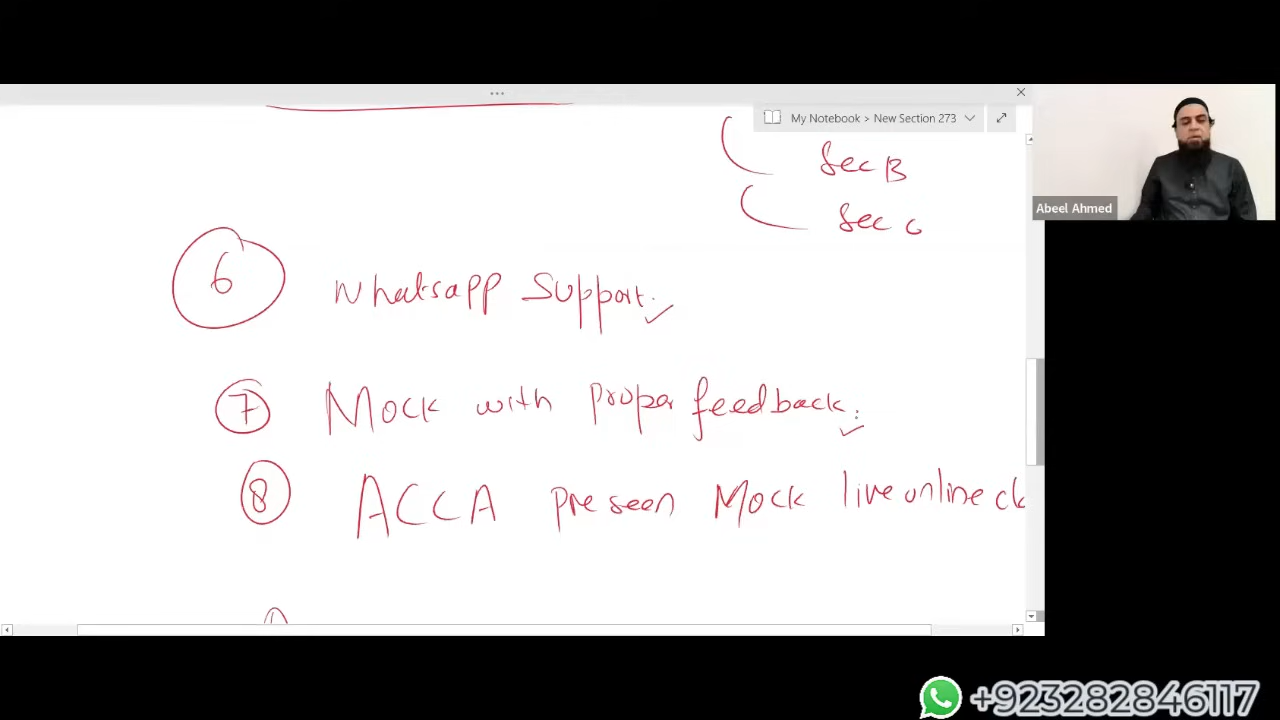 My Notebook > New Section 273
Sec B
Sec C
Abeel Ahmed
6 Whatsapp Support.
7 Mock with proper feedback.
8 ACCA preseen Mock live online
+923282846117